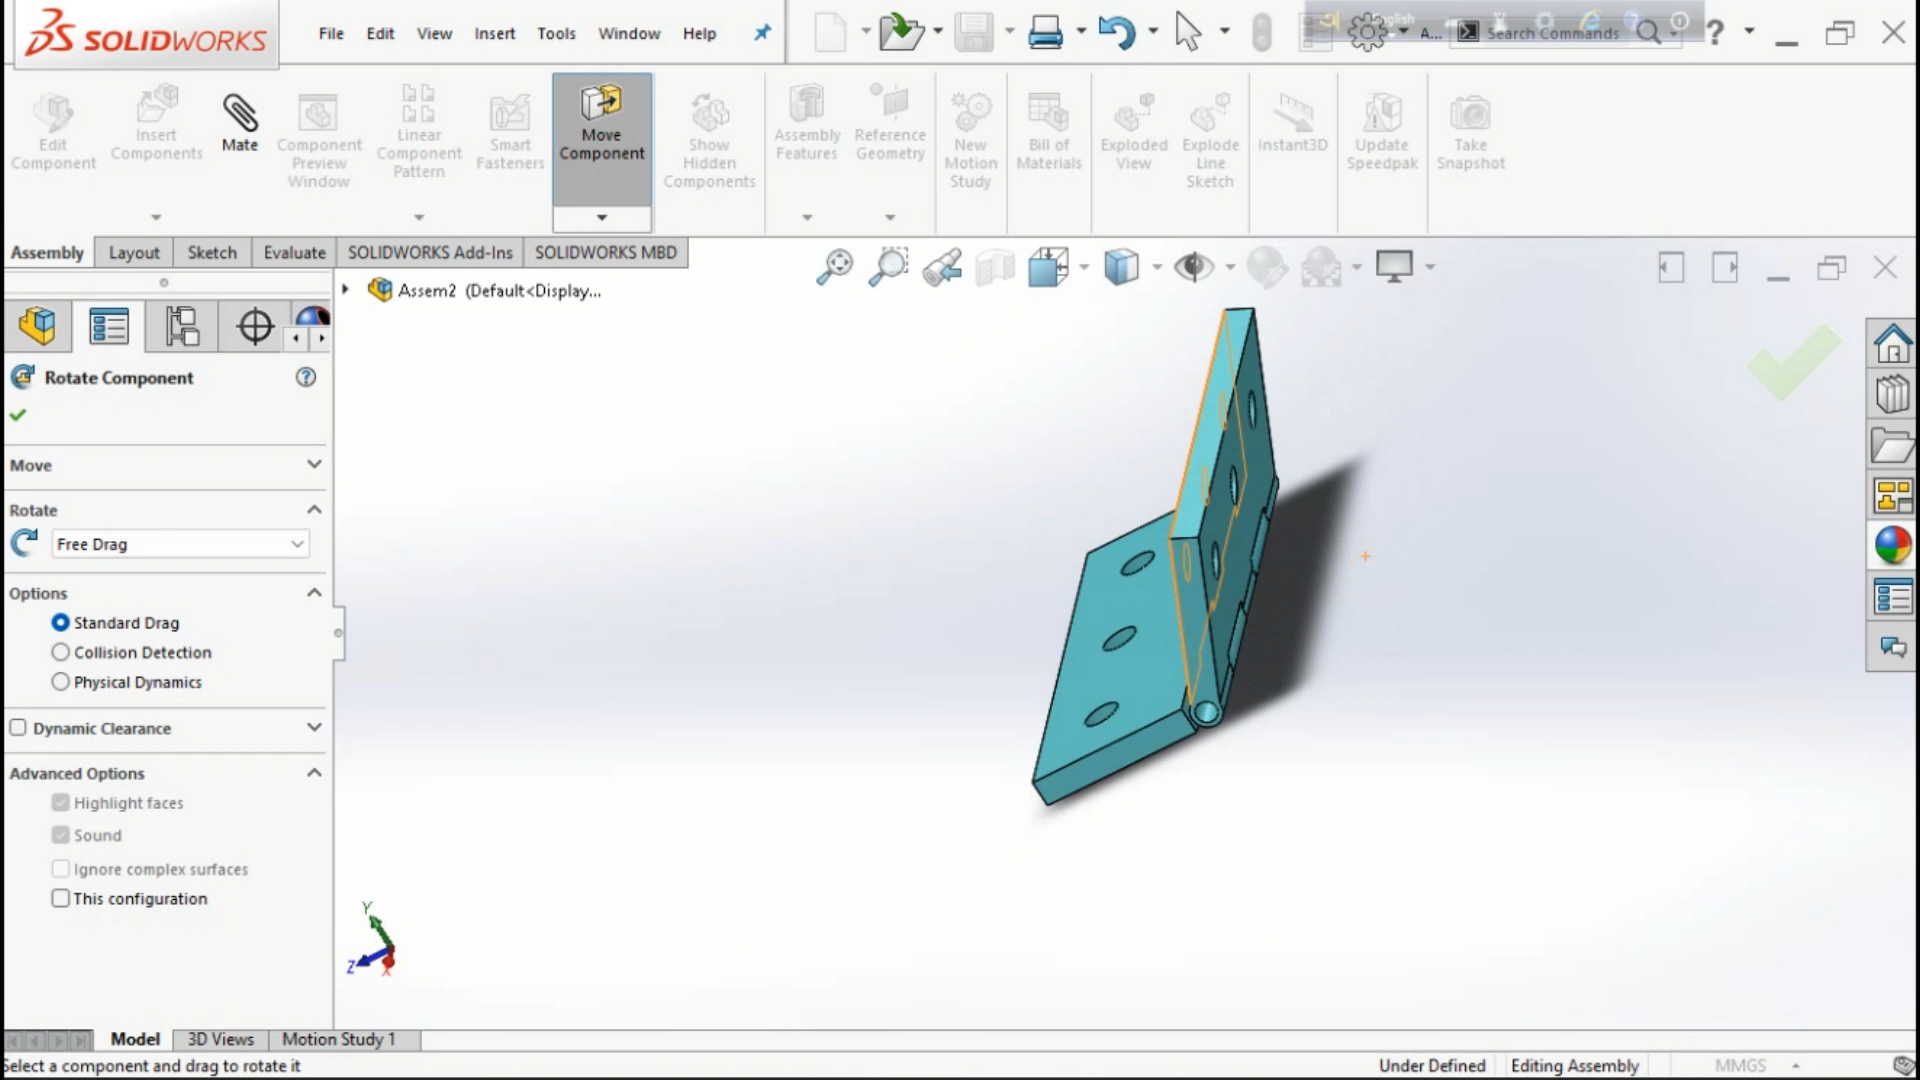 SOLIDWORKS
File Edit View Insert Tools Window Help
English
A...
Search Commands
?
Edit Component
Insert Components
Mate
Component Preview Window
Linear Component Pattern
Smart Fasteners
Move Component
Show Hidden Components
Assembly Features
Reference Geometry
New Motion Study
Bill of Materials
Exploded View
Explode Line Sketch
Instant3D
Update Speedpak
Take Snapshot
Assembly Layout Sketch Evaluate SOLIDWORKS Add-Ins SOLIDWORKS MBD
Assem2 (Default<Display...
Rotate Component
Move
Rotate
Free Drag
Options
Standard Drag
Collision Detection
Physical Dynamics
Dynamic Clearance
Advanced Options
Highlight faces
Sound
Ignore complex surfaces
This configuration
Y
Z
X
Model 3D Views Motion Study 1
Select a component and drag to rotate it
Under Defined Editing Assembly MMGS